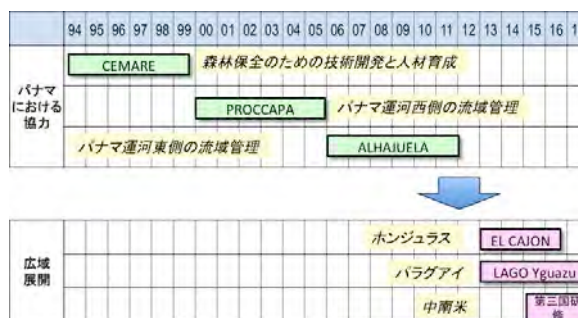 94 95 96 97 98 99 00 01 02 03 04 05 06 07 08 09 10 11 12 13 14 15 16
パナマ
における
協力
CEMARE 森林保全のための技術開発と人材育成
PROCCAPA パナマ運河西側の流域管理
パナマ運河東側の流域管理 ALHAJUELA
広域
展開
ホンジュラス EL CAJON
パラグアイ LAGO Yguazu
中南米 第三国研
修